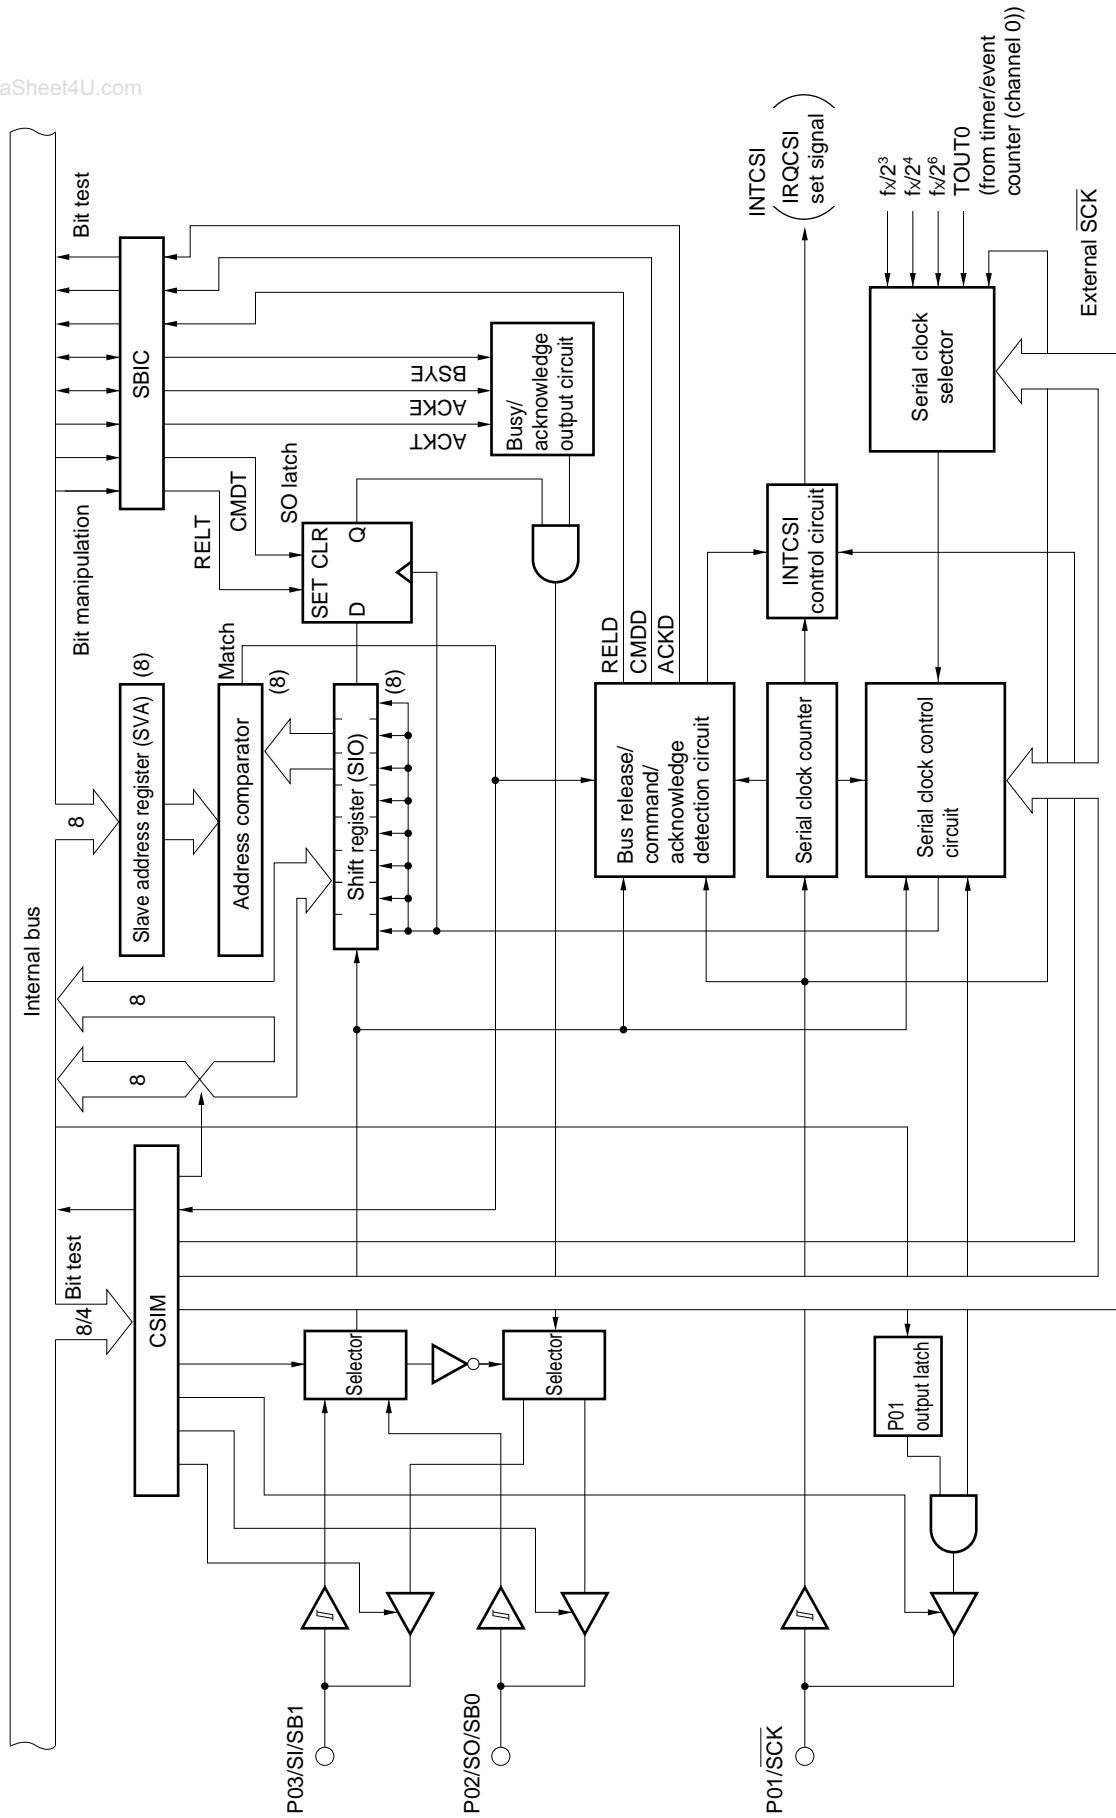 aSheet4U.com
Internal bus
Bit test
8/4
CSIM
8
8
8
Slave address register (SVA)
(8)
Address comparator
Match
(8)
Shift register (SIO)
(8)
Bit manipulation
Bit test
SBIC
RELT
CMDT
SET CLR
D
Q
SO latch
ACKT
ACKE
BSYE
Busy/
acknowledge
output circuit
Selector
Selector
P03/SI/SB1
P02/SO/SB0
P01/SCK
P01
output latch
Bus release/
command/
acknowledge
detection circuit
RELD
CMDD
ACKD
Serial clock counter
INTCSI
control circuit
INTCSI
IRQCSI
set signal
Serial clock control
circuit
Serial clock
selector
fx/2³
fx/2⁴
fx/2⁶
TOUT0
(from timer/event
counter (channel 0))
External SCK